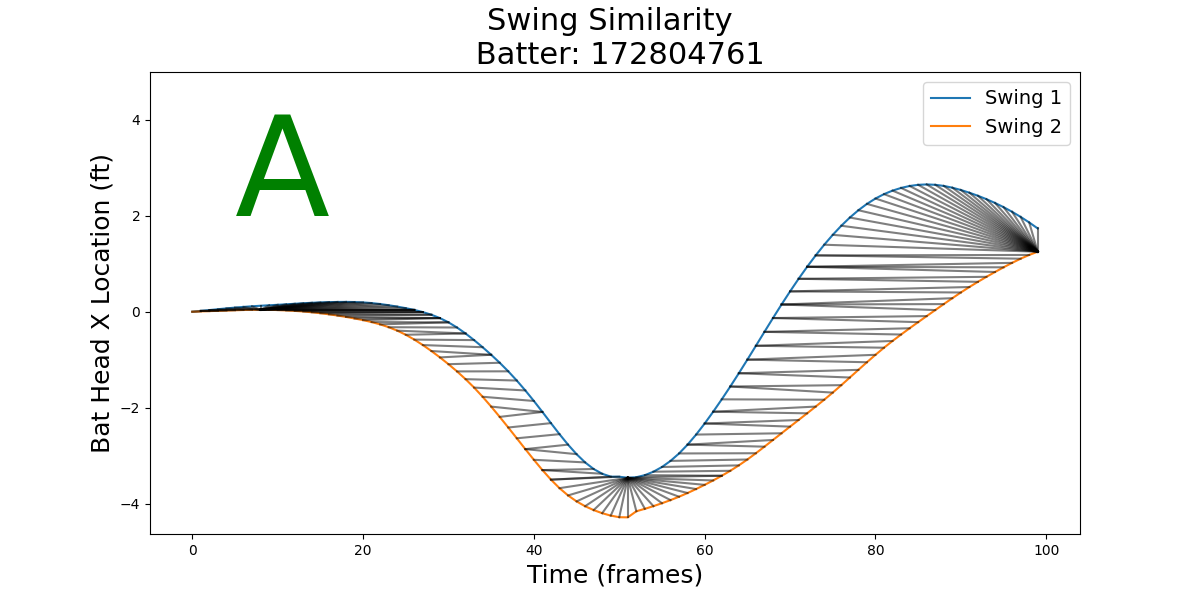 Swing Similarity
Batter: 172804761
A
Swing 1
Swing 2
Bat Head X Location (ft)
4
2
0
−2
−4
0 20 40 60 80 100
Time (frames)